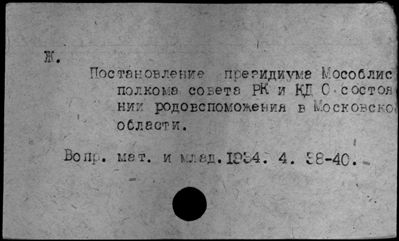 Ж.
Постановление президиума Мособлис
полкома совета РК и КД О состоя
нии родовспоможения в Московско
области.
Вопр. мат. и млад. 1934. 4. 38-40.